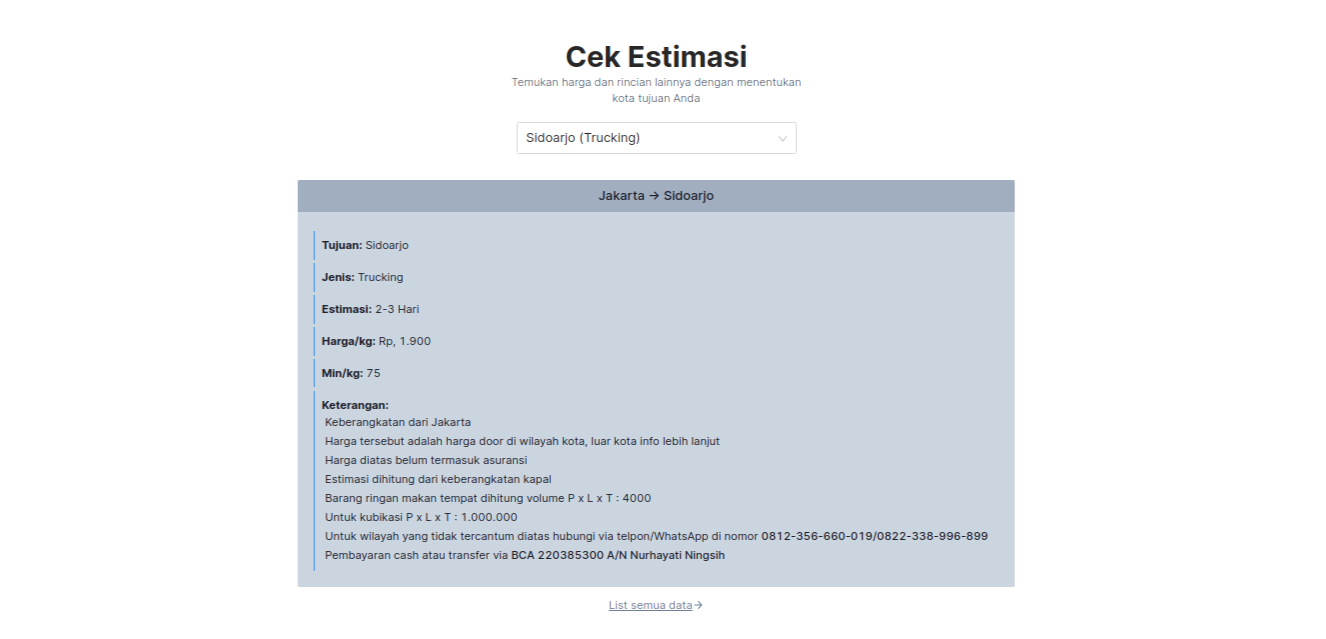 Cek Estimasi
Temukan harga dan rincian lainnya dengan menentukan
kota tujuan Anda
Sidoarjo (Trucking)
Jakarta → Sidoarjo
Tujuan: Sidoarjo
Jenis: Trucking
Estimasi: 2-3 Hari
Harga/kg: Rp, 1.900
Min/kg: 75
Keterangan:
Keberangkatan dari Jakarta
Harga tersebut adalah harga door di wilayah kota, luar kota info lebih lanjut
Harga diatas belum termasuk asuransi
Estimasi dihitung dari keberangkatan kapal
Barang ringan makan tempat dihitung volume P x L x T : 4000
Untuk kubikasi P x L x T : 1.000.000
Untuk wilayah yang tidak tercantum diatas hubungi via telpon/WhatsApp di nomor 0812-356-660-019/0822-338-996-899
Pembayaran cash atau transfer via BCA 220385300 A/N Nurhayati Ningsih
List semua data→